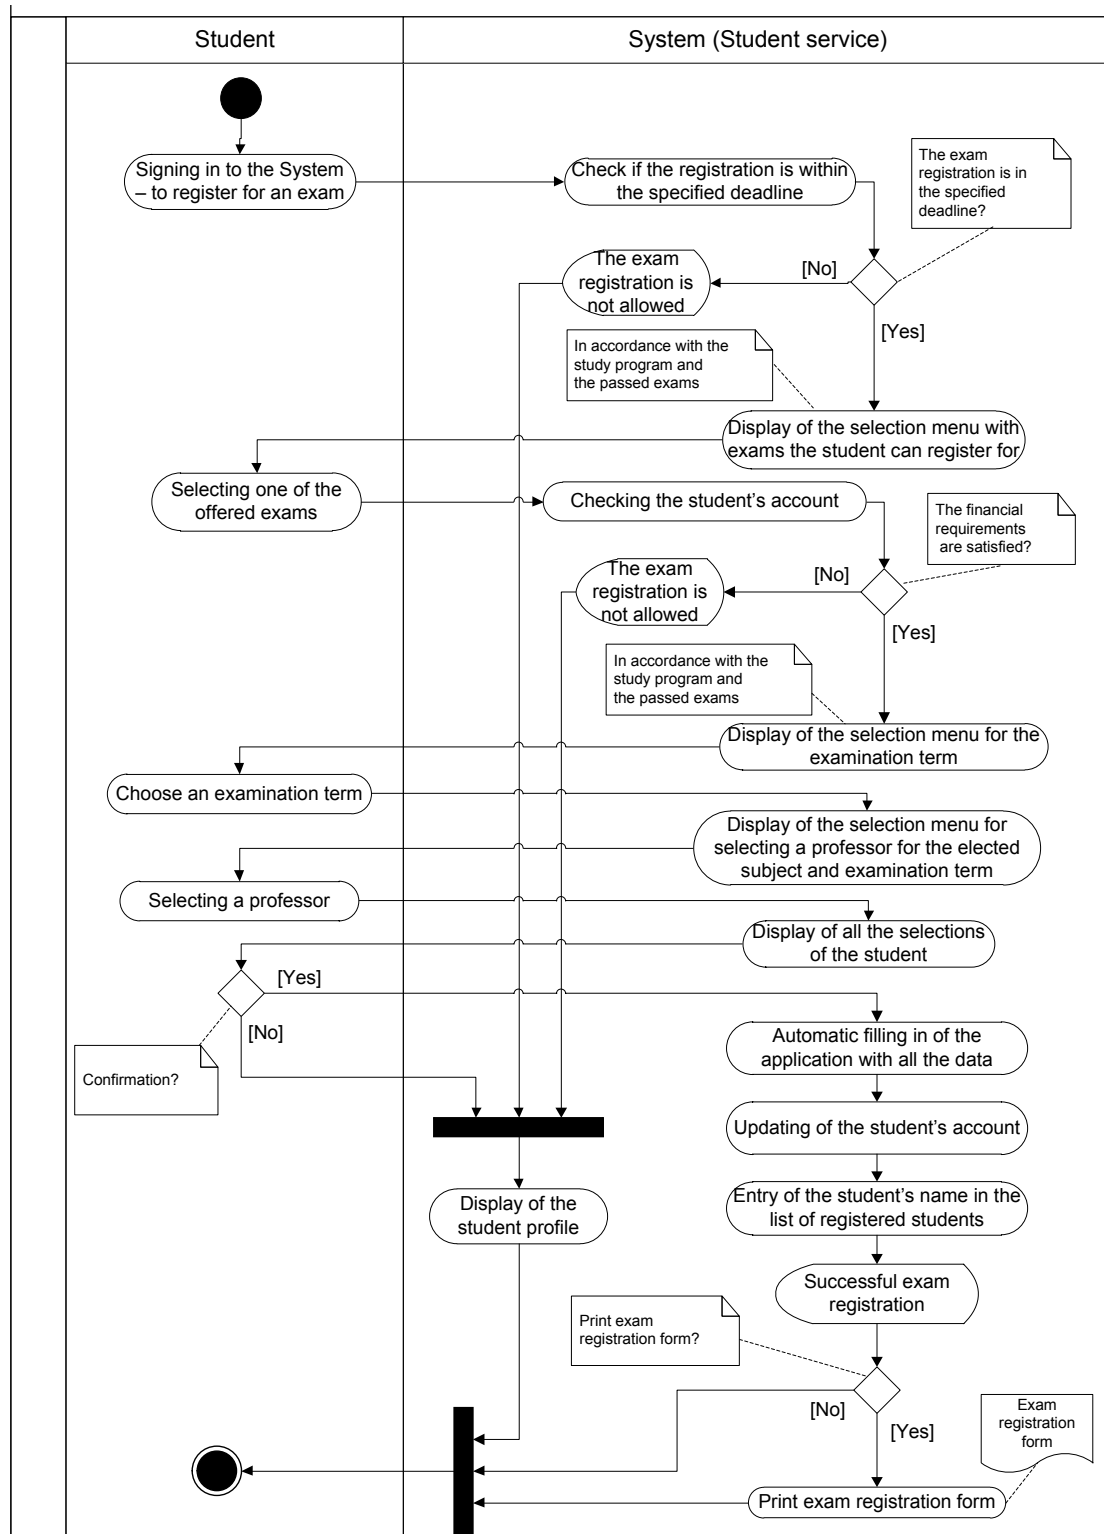 Student
System (Student service)
Signing in to the System
– to register for an exam
Check if the registration is within
the specified deadline
The exam
registration is in
the specified
deadline?
[No]
The exam
registration is
not allowed
[Yes]
In accordance with the
study program and
the passed exams
Display of the selection menu with
exams the student can register for
Selecting one of the
offered exams
Checking the student’s account
The financial
requirements
are satisfied?
[No]
The exam
registration is
not allowed
[Yes]
In accordance with the
study program and
the passed exams
Display of the selection menu for the
examination term
Choose an examination term
Display of the selection menu for
selecting a professor for the elected
subject and examination term
Selecting a professor
Display of all the selections
of the student
[Yes]
[No]
Confirmation?
Automatic filling in of the
application with all the data
Updating of the student’s account
Entry of the student’s name in the
list of registered students
Display of the
student profile
Successful exam
registration
Print exam
registration form?
[No]
[Yes]
Exam
registration
form
Print exam registration form